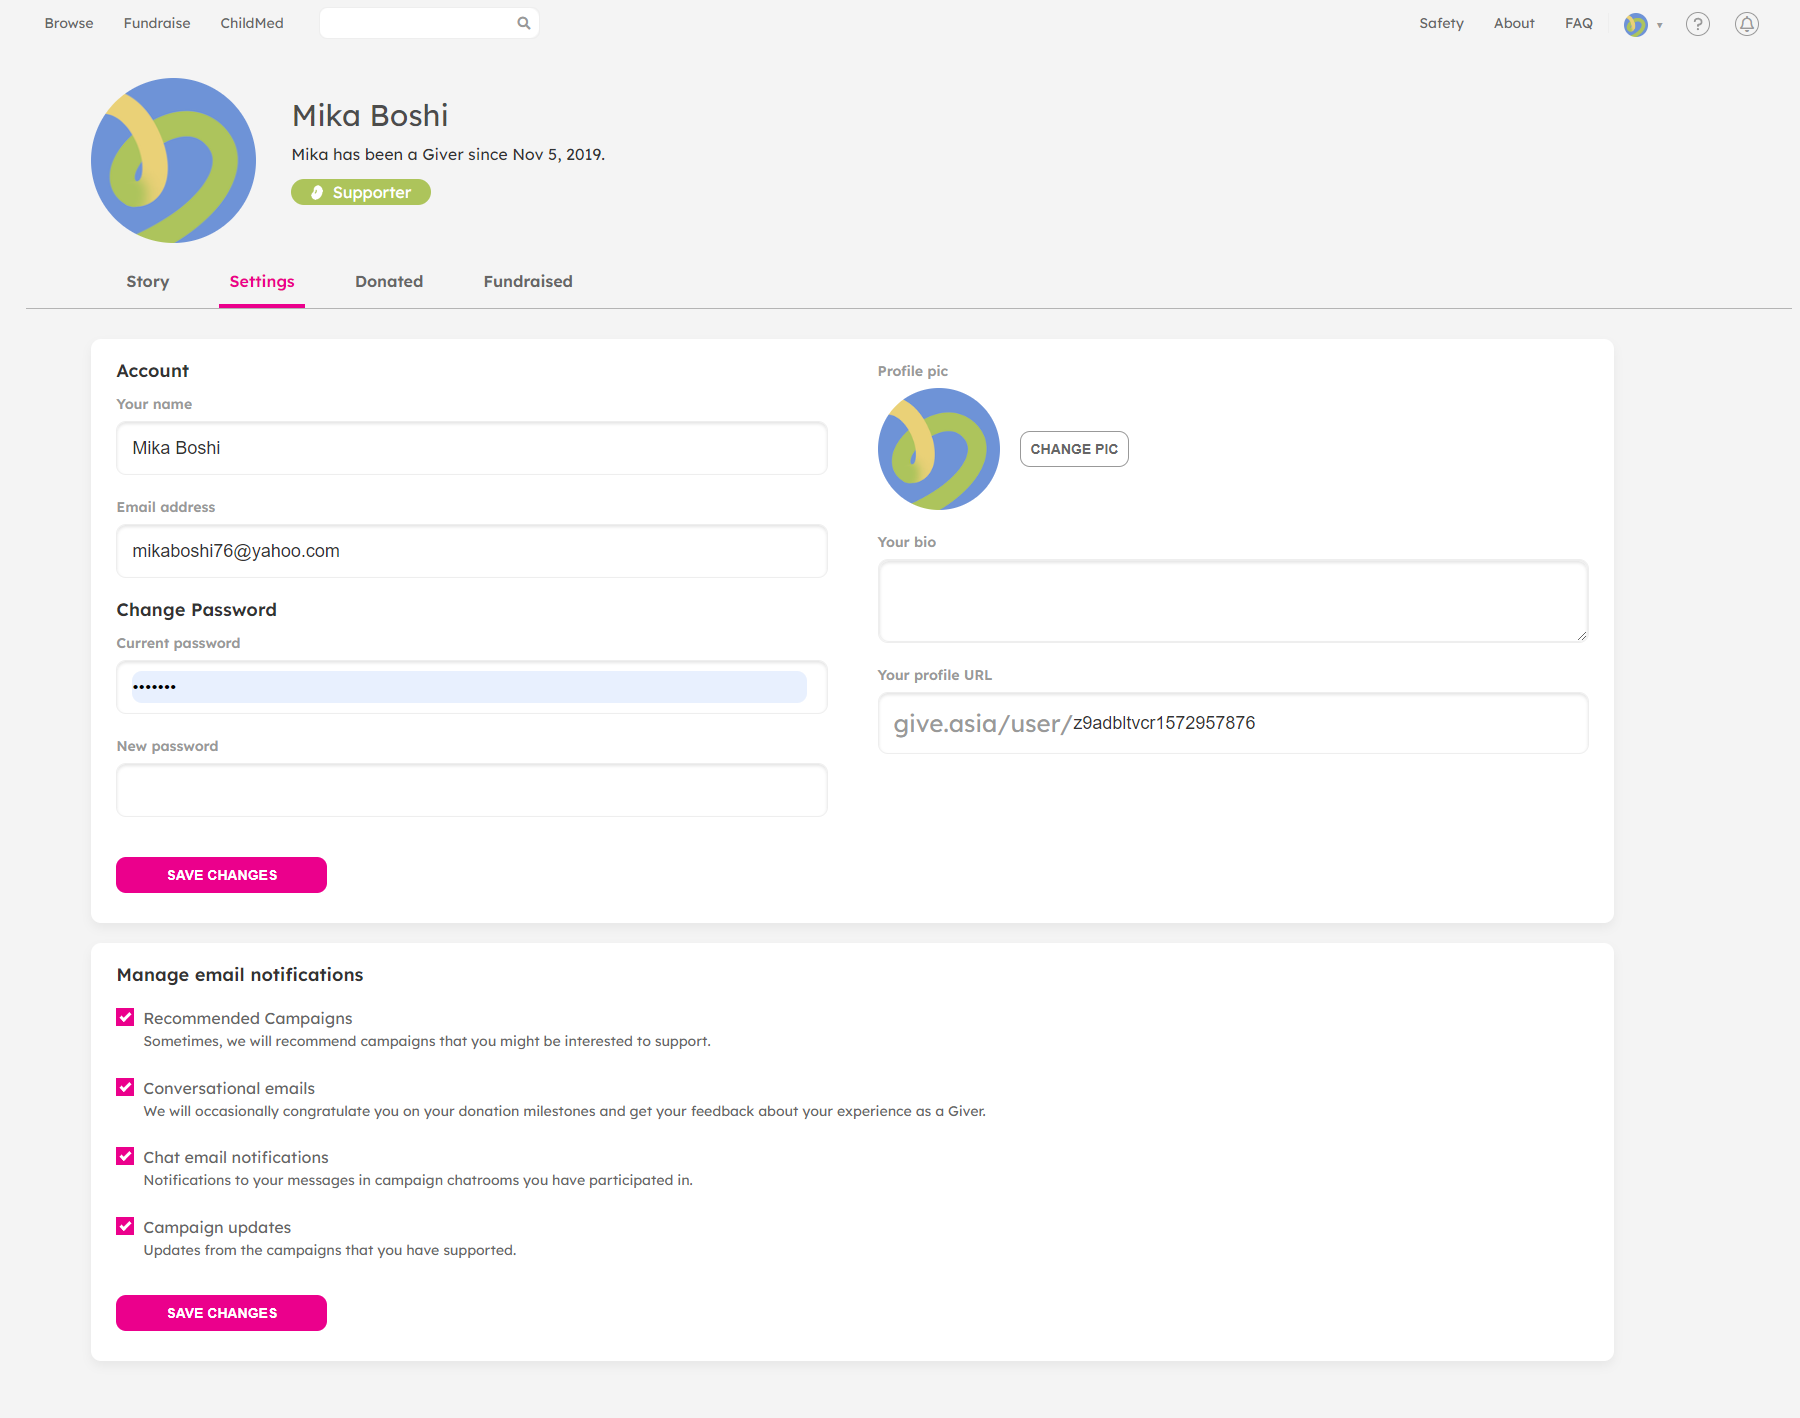 Browse Fundraise ChildMed Safety About FAQ
Mika Boshi
Mika has been a Giver since Nov 5, 2019.
Supporter
Story Settings Donated Fundraised
Account
Your name
Mika Boshi
Email address
mikaboshi76@yahoo.com
Change Password
Current password
•••••••
New password
SAVE CHANGES
Profile pic
CHANGE PIC
Your bio
Your profile URL
give.asia/user/z9adbltvcr1572957876
Manage email notifications
Recommended Campaigns
Sometimes, we will recommend campaigns that you might be interested to support.
Conversational emails
We will occasionally congratulate you on your donation milestones and get your feedback about your experience as a Giver.
Chat email notifications
Notifications to your messages in campaign chatrooms you have participated in.
Campaign updates
Updates from the campaigns that you have supported.
SAVE CHANGES